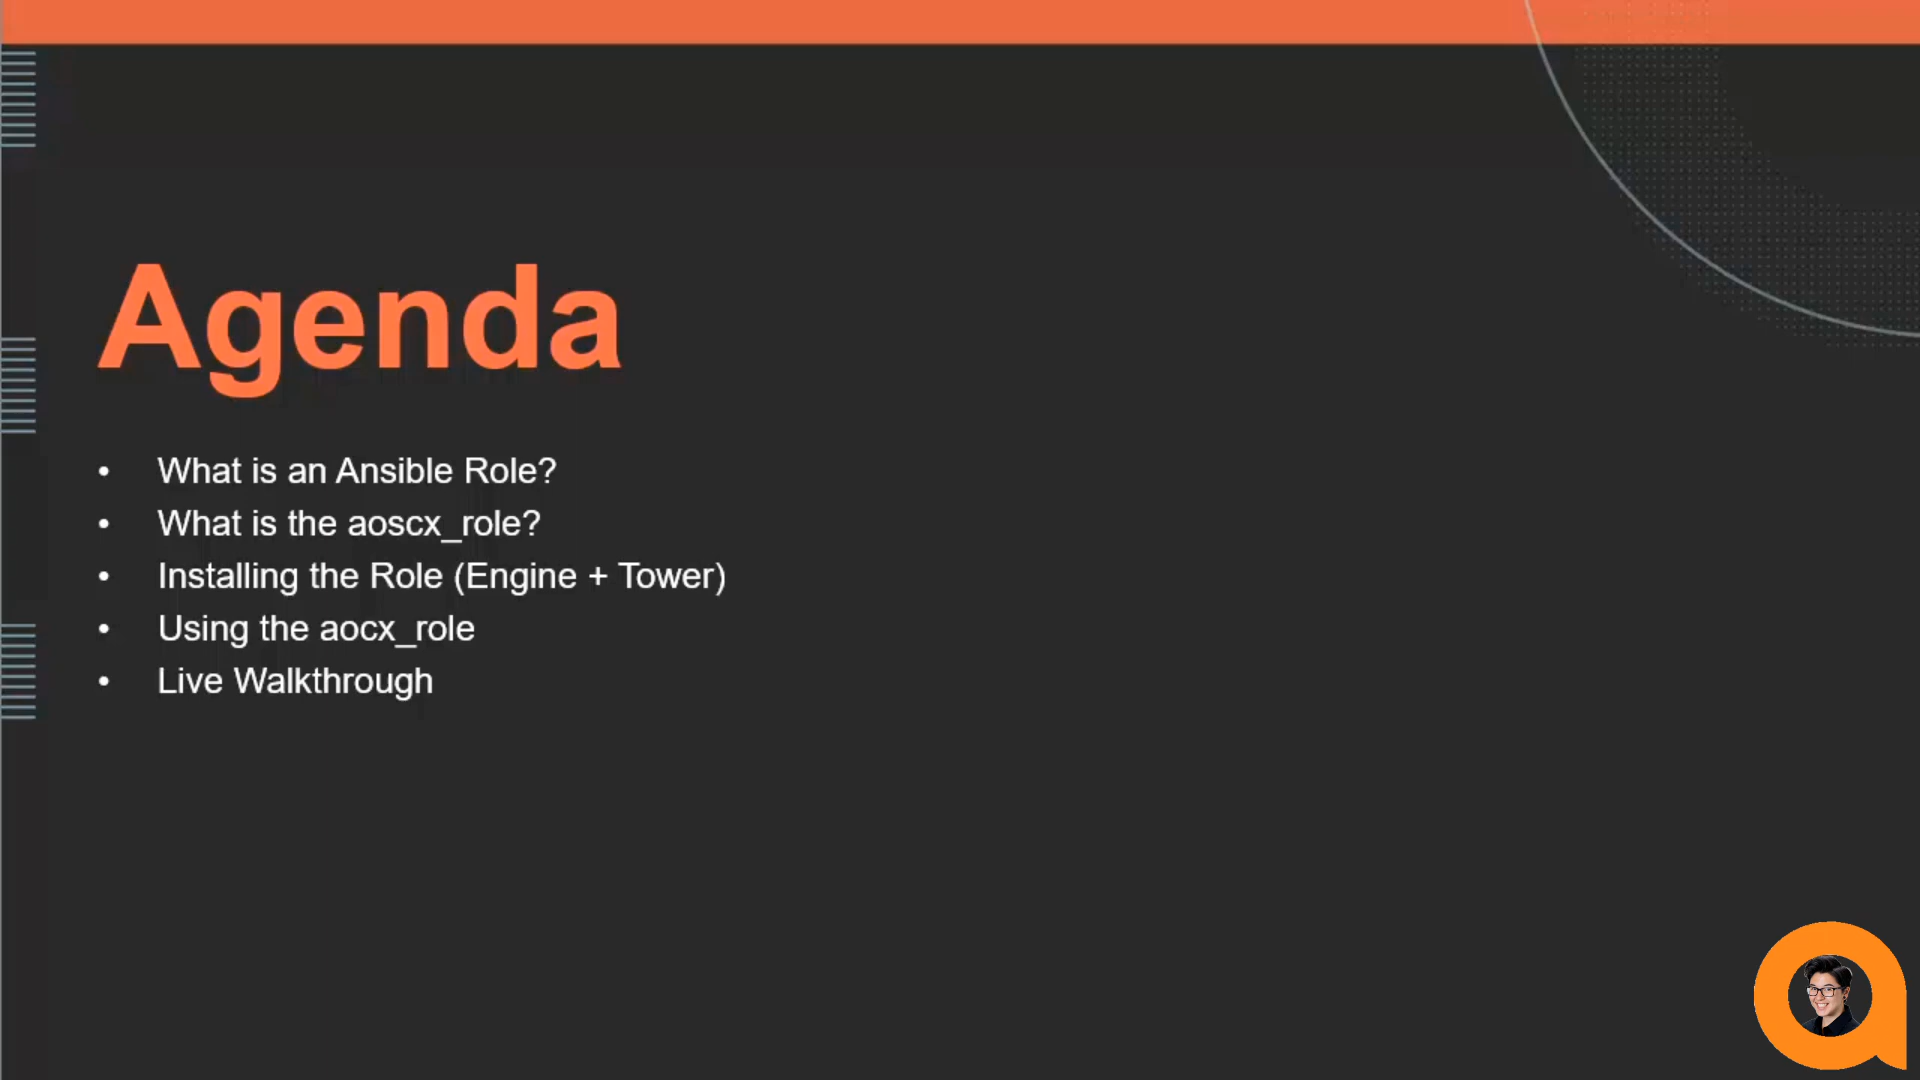 Agenda
• What is an Ansible Role?
• What is the aoscx_role?
• Installing the Role (Engine + Tower)
• Using the aocx_role
• Live Walkthrough